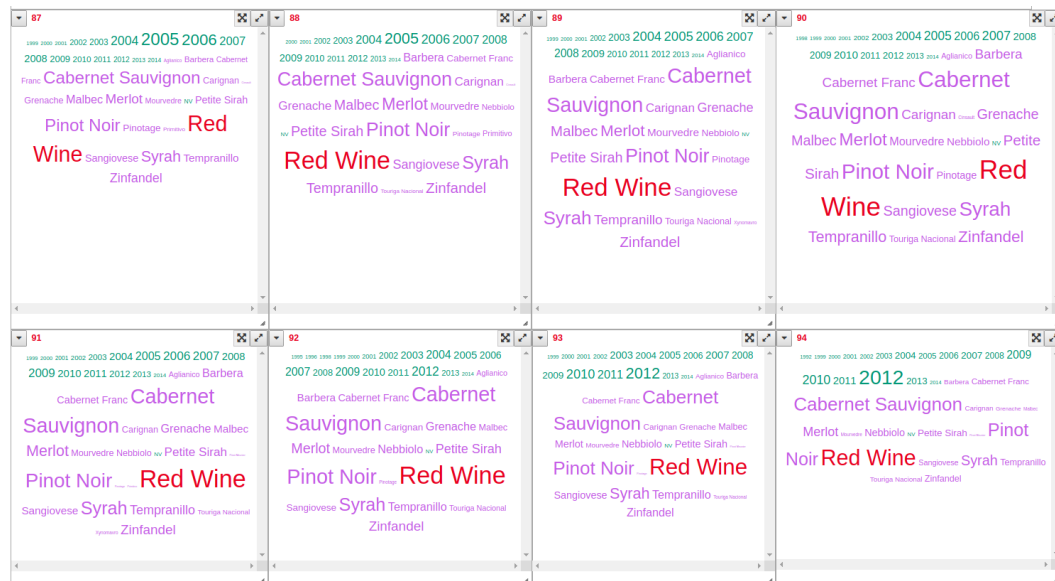 87
1999 2000 2001 2002 2003 2004 2005 2006 2007
2008 2009 2010 2011 2012 2013 2014 Aglianico Barbera Cabernet
Franc Cabernet Sauvignon Carignan
Grenache Malbec Merlot Mourvedre NV Petite Sirah
Pinot Noir Pinotage Primitivo Red
Wine Sangiovese Syrah Tempranillo
Zinfandel
88
2000 2001 2002 2003 2004 2005 2006 2007 2008
2009 2010 2011 2012 2013 2014 Barbera Cabernet Franc
Cabernet Sauvignon Carignan
Grenache Malbec Merlot Mourvedre Nebbiolo
NV Petite Sirah Pinot Noir Pinotage Primitivo
Red Wine Sangiovese Syrah
Tempranillo Touriga Nacional Zinfandel
89
1999 2000 2001 2002 2003 2004 2005 2006 2007
2008 2009 2010 2011 2012 2013 2014 Aglianico
Barbera Cabernet Franc Cabernet
Sauvignon Carignan Grenache
Malbec Merlot Mourvedre Nebbiolo NV
Petite Sirah Pinot Noir Pinotage
Red Wine Sangiovese
Syrah Tempranillo Touriga Nacional Xynomavro
Zinfandel
90
1998 1999 2000 2001 2002 2003 2004 2005 2006 2007 2008
2009 2010 2011 2012 2013 2014 Aglianico Barbera
Cabernet Franc Cabernet
Sauvignon Carignan Cinsault Grenache
Malbec Merlot Mourvedre Nebbiolo NV Petite
Sirah Pinot Noir Pinotage Red
Wine Sangiovese Syrah
Tempranillo Touriga Nacional Zinfandel
91
1999 2000 2001 2002 2003 2004 2005 2006 2007 2008
2009 2010 2011 2012 2013 2014 Aglianico Barbera
Cabernet Franc Cabernet
Sauvignon Carignan Grenache Malbec
Merlot Mourvedre Nebbiolo NV Petite Sirah
Pinot Noir Red Wine
Sangiovese Syrah Tempranillo Touriga Nacional
Xynomavro Zinfandel
92
1995 1996 1998 1999 2000 2001 2002 2003 2004 2005 2006
2007 2008 2009 2010 2011 2012 2013 2014 Aglianico
Barbera Cabernet Franc Cabernet
Sauvignon Carignan Grenache Malbec
Merlot Mourvedre Nebbiolo NV Petite Sirah
Pinot Noir Pinotage Red Wine
Sangiovese Syrah Tempranillo Touriga Nacional
Zinfandel
93
1999 2000 2001 2002 2003 2004 2005 2006 2007 2008
2009 2010 2011 2012 2013 2014 Aglianico Barbera
Cabernet Franc Cabernet
Sauvignon Carignan Grenache Malbec
Merlot Mourvedre Nebbiolo NV Petite Sirah
Pinot Noir Red Wine
Sangiovese Syrah Tempranillo Touriga Nacional
Zinfandel
94
1992 1998 1999 2000 2001 2002 2003 2004 2005 2006 2007 2008 2009
2010 2011 2012 2013 2014 Barbera Cabernet Franc
Cabernet Sauvignon Carignan Grenache Malbec
Merlot Mourvedre Nebbiolo NV Petite Sirah Pinot
Noir Red Wine Sangiovese Syrah Tempranillo
Touriga Nacional Zinfandel